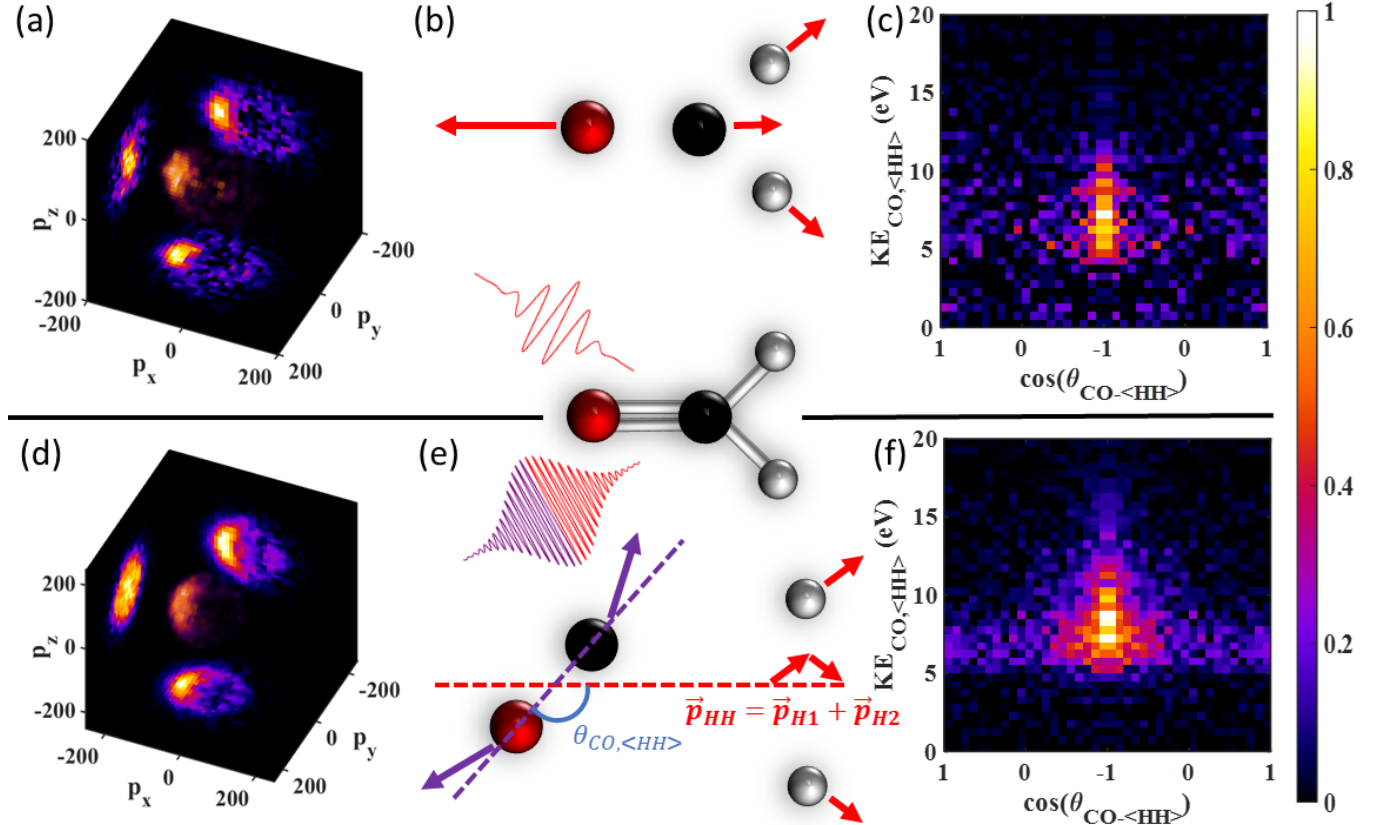 (a)
200
0
-200
p_z
-200
0
200
p_x
200
0
-200
p_y
(b)
(c)
20
15
10
5
0
KE_CO,<HH> (eV)
1
0
-1
0
1
cos(θ_CO-<HH>)
1
0.8
0.6
0.4
0.2
0
(d)
200
0
-200
p_z
-200
0
200
p_x
200
0
-200
p_y
(e)
θ_CO,<HH>
p⃗_HH = p⃗_H1 + p⃗_H2
(f)
20
15
10
5
0
KE_CO,<HH> (eV)
1
0
-1
0
1
cos(θ_CO-<HH>)